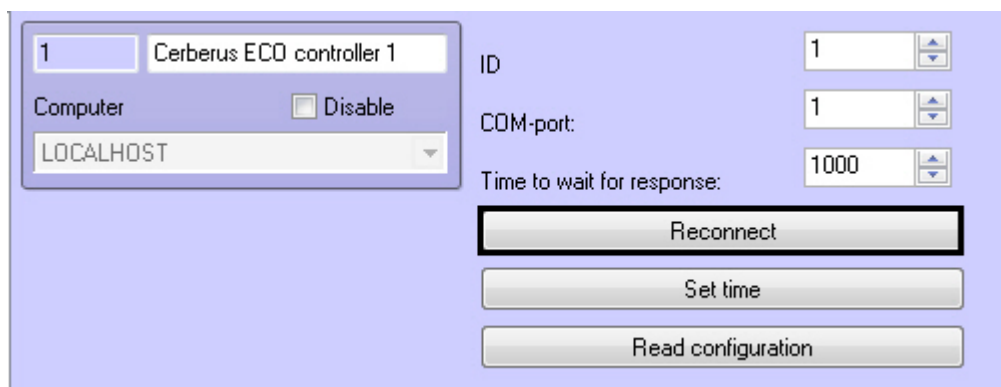 1
Cerberus ECO controller 1
Computer
Disable
LOCALHOST
ID
1
COM-port:
1
Time to wait for response:
1000
Reconnect
Set time
Read configuration